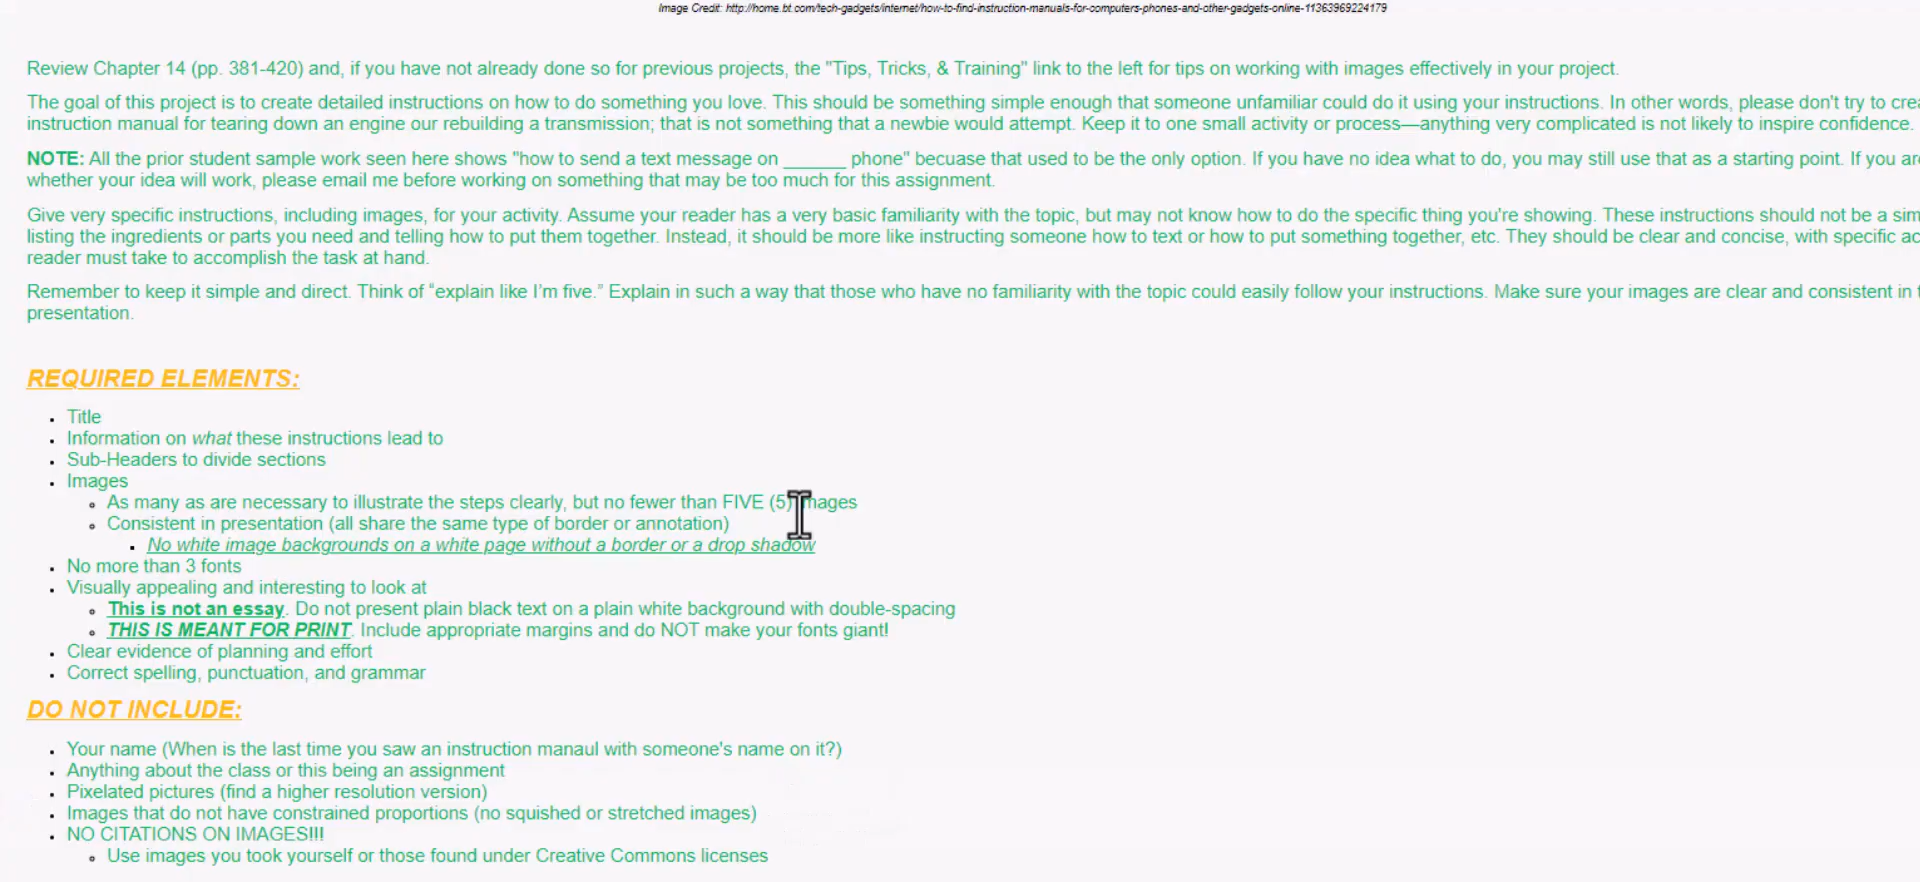 Image Credit: http://home.bt.com/tech-gadgets/internet/how-to-find-instruction-manuals-for-computers-phones-and-other-gadgets-online-11363969224179
Review Chapter 14 (pp. 381-420) and, if you have not already done so for previous projects, the "Tips, Tricks, & Training" link to the left for tips on working with images effectively in your project.
The goal of this project is to create detailed instructions on how to do something you love. This should be something simple enough that someone unfamiliar could do it using your instructions. In other words, please don't try to
instruction manual for tearing down an engine our rebuilding a transmission; that is not something that a newbie would attempt. Keep it to one small activity or process—anything very complicated is not likely to inspire confidence.
NOTE: All the prior student sample work seen here shows "how to send a text message on ______ phone" becuase that used to be the only option. If you have no idea what to do, you may still use that as a starting point. If you
whether your idea will work, please email me before working on something that may be too much for this assignment.
Give very specific instructions, including images, for your activity. Assume your reader has a very basic familiarity with the topic, but may not know how to do the specific thing you're showing. These instructions should not be a
listing the ingredients or parts you need and telling how to put them together. Instead, it should be more like instructing someone how to text or how to put something together, etc. They should be clear and concise, with specific
reader must take to accomplish the task at hand.
Remember to keep it simple and direct. Think of “explain like I’m five.” Explain in such a way that those who have no familiarity with the topic could easily follow your instructions. Make sure your images are clear and consistent in
presentation.
REQUIRED ELEMENTS:
Title
Information on what these instructions lead to
Sub-Headers to divide sections
Images
As many as are necessary to illustrate the steps clearly, but no fewer than FIVE (5) images
Consistent in presentation (all share the same type of border or annotation)
No white image backgrounds on a white page without a border or a drop shadow
No more than 3 fonts
Visually appealing and interesting to look at
This is not an essay. Do not present plain black text on a plain white background with double-spacing
THIS IS MEANT FOR PRINT. Include appropriate margins and do NOT make your fonts giant!
Clear evidence of planning and effort
Correct spelling, punctuation, and grammar
DO NOT INCLUDE:
Your name (When is the last time you saw an instruction manaul with someone's name on it?)
Anything about the class or this being an assignment
Pixelated pictures (find a higher resolution version)
Images that do not have constrained proportions (no squished or stretched images)
NO CITATIONS ON IMAGES!!!
Use images you took yourself or those found under Creative Commons licenses